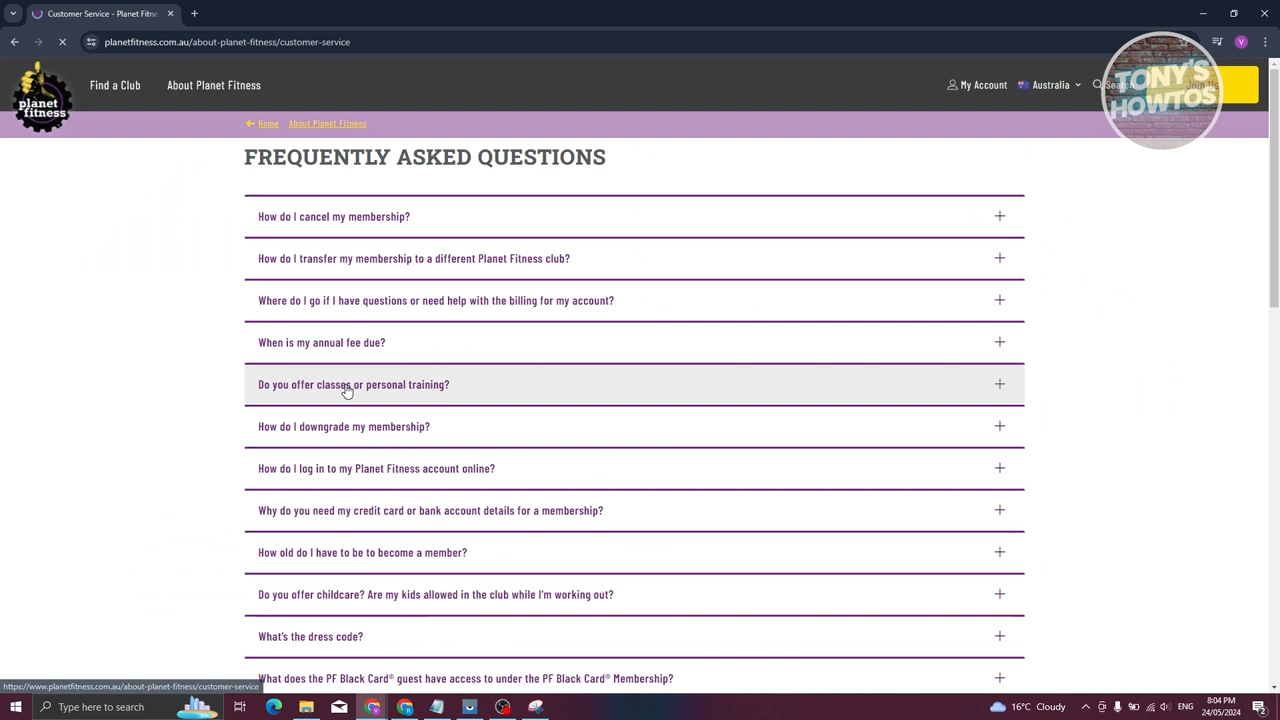 Customer Service - Planet Fitne
planetfitness.com.au/about-planet-fitness/customer-service
V
planet
fitness
Find a Club
About Planet Fitness
My Account
Australia
Search
Join Us
TONY'S
HOWTOS
Home
About Planet Fitness
FREQUENTLY ASKED QUESTIONS
How do I cancel my membership?
How do I transfer my membership to a different Planet Fitness club?
Where do I go if I have questions or need help with the billing for my account?
When is my annual fee due?
Do you offer classes or personal training?
How do I downgrade my membership?
How do I log in to my Planet Fitness account online?
Why do you need my credit card or bank account details for a membership?
How old do I have to be to become a member?
Do you offer childcare? Are my kids allowed in the club while I'm working out?
What's the dress code?
What does the PF Black Card® guest have access to under the PF Black Card® Membership?
https://www.planetfitness.com.au/about-planet-fitness/customer-service
Type here to search
16°C Cloudy
ENG
8:04 PM
24/05/2024
2